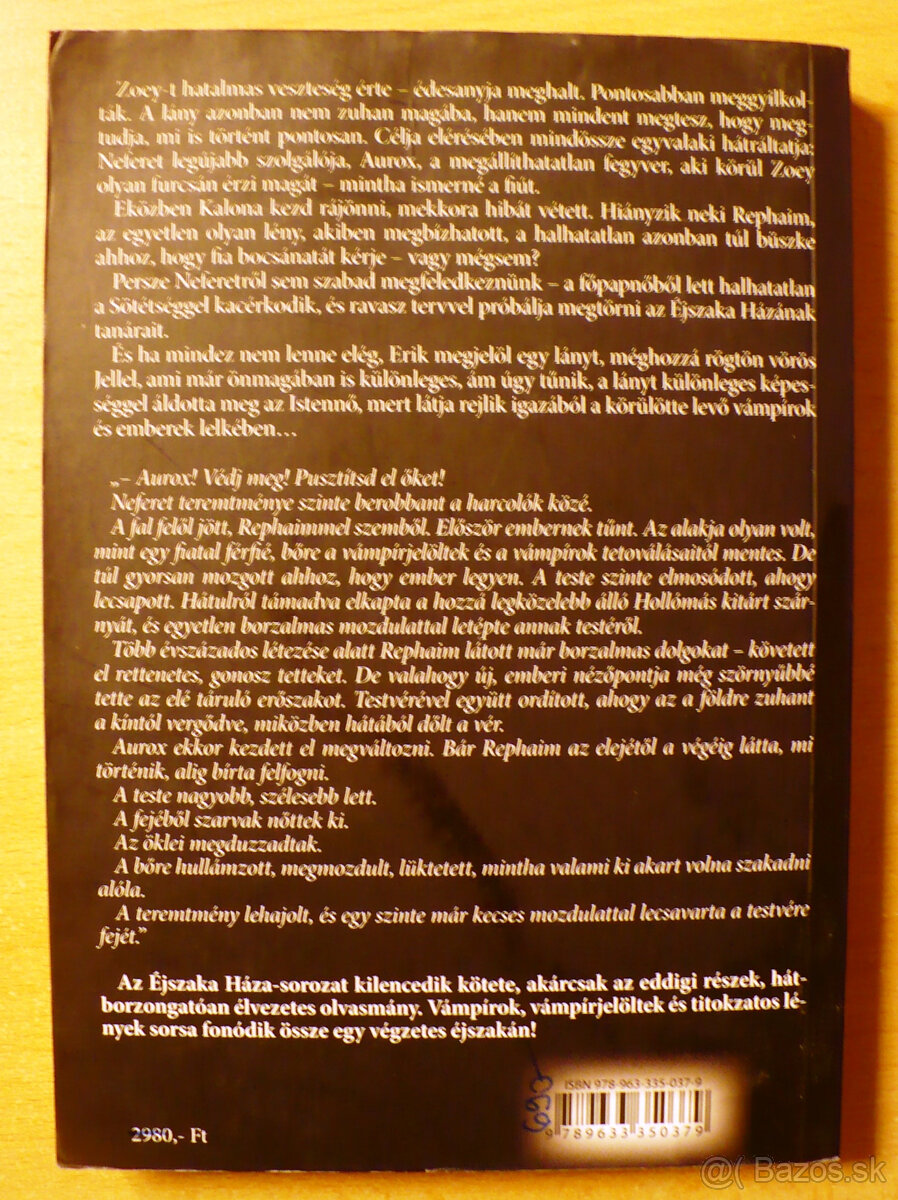 Zoey-t hatalmas veszteség érte – édesanyja meghalt. Pontosabban meggyilkol-
ták. A lány azonban nem zuhan magába, hanem mindent megtesz, hogy meg-
tudja, mi is történt pontosan. Célja elérésében mindössze egyvalaki hátráltatja:
Neferet legújabb szolgálója, Aurox, a megállíthatatlan fegyver, aki körül Zoey
olyan furcsán érzi magát – mintha ismerné a fiút.
Eközben Kalona kezd rájönni, mekkora hibát vétett. Hiányzik neki Rephaim,
az egyetlen olyan lény, akiben megbízhatott, a halhatatlan azonban túl büszke
ahhoz, hogy fia bocsánatát kérje – vagy mégsem?
Persze Neferetről sem szabad megfeledkeznünk – a főpapnőből lett halhatatlan
a Sötétséggel kacérkodik, és ravasz tervvel próbálja megtörni az Éjszaka Házának
tanárait.
És ha mindez nem lenne elég, Erik megjelöl egy lányt, méghozzá rögtön vörös
Jellel, ami már önmagában is különleges, ám úgy tűnik, a lányt különleges képes-
séggel áldotta meg az Istennő, mert látja rejlik igazából a körülötte levő vámpírok
és emberek lelkében…
„– Aurox! Védj meg! Pusztítsd el őket!
Neferet teremtménye szinte berobbant a harcolók közé.
A fal felől jött, Rephaimmel szemből. Először embernek tűnt. Az alakja olyan volt,
mint egy fiatal férfié, bőre a vámpírjelöltek és a vámpírok tetoválásaitól mentes. De
túl gyorsan mozgott ahhoz, hogy ember legyen. A teste szinte elmosódott, ahogy
lecsapott. Hátulról támadva elkapta a hozzá legközelebb álló Hollómás kitárt szár-
nyát, és egyetlen borzalmas mozdulattal letépte annak testéről.
Több évszázados létezése alatt Rephaim látott már borzalmas dolgokat – követett
el rettenetes, gonosz tetteket. De valahogy új, emberi nézőpontja még szörnyűbbé
tette az elé táruló erőszakot. Testvérével együtt ordított, ahogy az a földre zuhant
a kíntól vergődve, miközben hátából dőlt a vér.
Aurox ekkor kezdett el megváltozni. Bár Rephaim az elejétől a végéig látta, mi
történik, alig bírta felfogni.
A teste nagyobb, szélesebb lett.
A fejéből szarvak nőttek ki.
Az öklei megduzzadtak.
A bőre hullámzott, megmozdult, lüktetett, mintha valami ki akart volna szakadni
alóla.
A teremtmény lehajolt, és egy szinte már kecses mozdulattal lecsavarta a testvére
fejét."
Az Éjszaka Háza-sorozat kilencedik kötete, akárcsak az eddigi részek, hát-
borzongatóan élvezetes olvasmány. Vámpírok, vámpírjelöltek és titokzatos lé-
nyek sorsa fonódik össze egy végzetes éjszakán!
ISBN 978-963-335-037-9
9 789633 350379
2980,- Ft
@( Bazos.sk